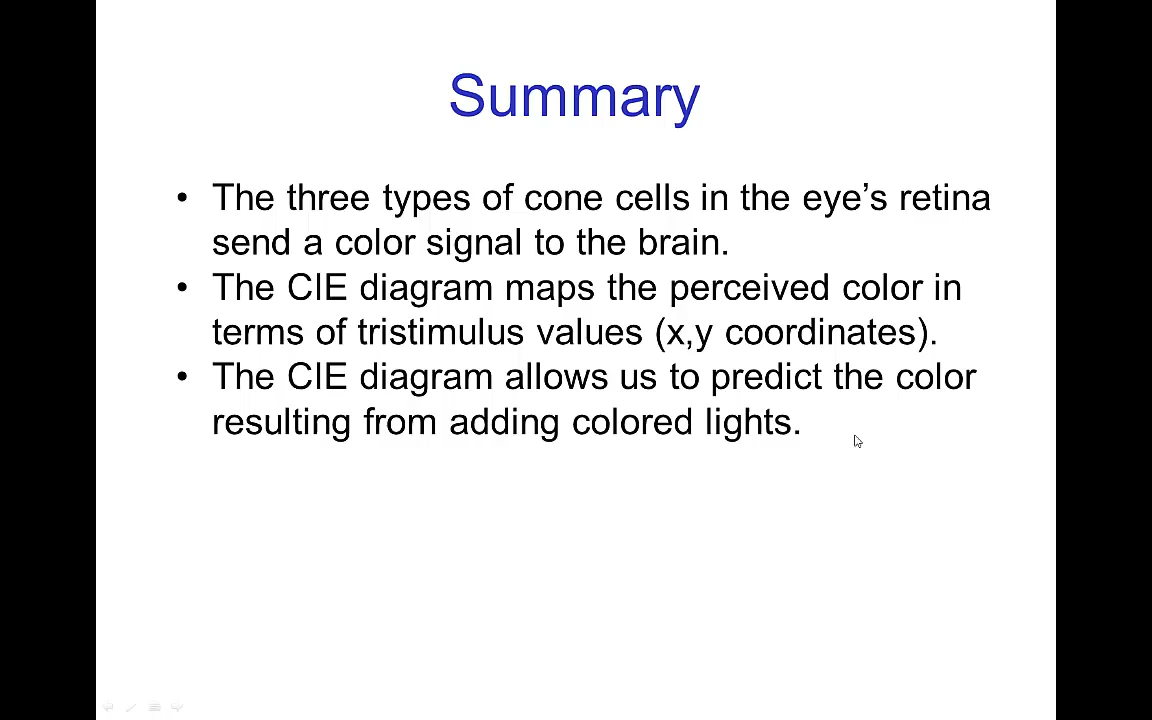 Summary
• The three types of cone cells in the eye’s retina
send a color signal to the brain.
• The CIE diagram maps the perceived color in
terms of tristimulus values (x,y coordinates).
• The CIE diagram allows us to predict the color
resulting from adding colored lights.